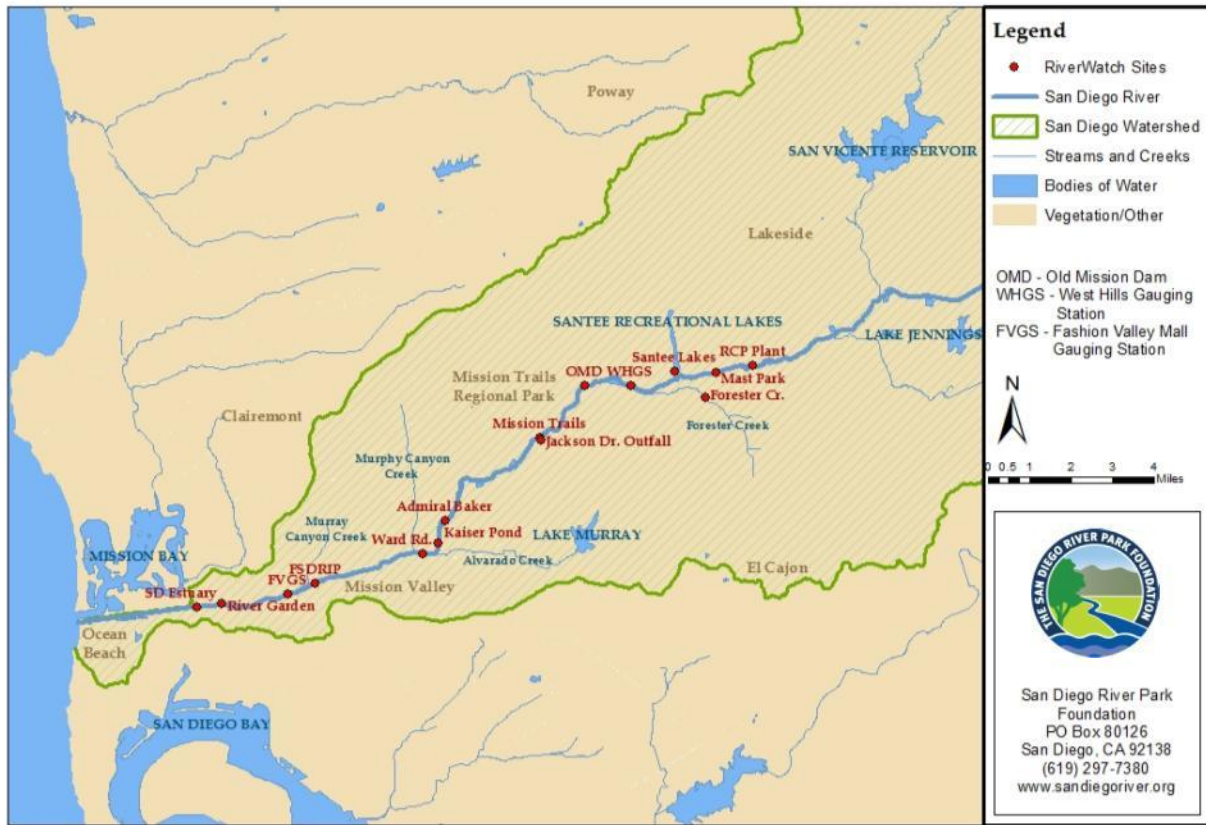 Poway
SAN VICENTE RESERVOIR
Lakeside
SANTEE RECREATIONAL LAKES
LAKE JENNINGS
Santee Lakes
RCP Plant
OMD WHGS
Mast Park
Mission Trails
Regional Park
Forester Cr.
Clairemont
Mission Trails
Forester Creek
Jackson Dr. Outfall
Murphy Canyon
Creek
Admiral Baker
Murray
Canyon Creek
Ward Rd.
Kaiser Pond
LAKE MURRAY
MISSION BAY
Alvarado Creek
FSDRIP
El Cajon
FVGS
Mission Valley
SD Estuary
River Garden
Ocean
Beach
SAN DIEGO BAY
Legend
RiverWatch Sites
San Diego River
San Diego Watershed
Streams and Creeks
Bodies of Water
Vegetation/Other
OMD - Old Mission Dam
WHGS - West Hills Gauging
Station
FVGS - Fashion Valley Mall
Gauging Station
N
0 0.5 1 2 3 4
Miles
THE SAN DIEGO RIVER PARK FOUNDATION
San Diego River Park
Foundation
PO Box 80126
San Diego, CA 92138
(619) 297-7380
www.sandiegoriver.org